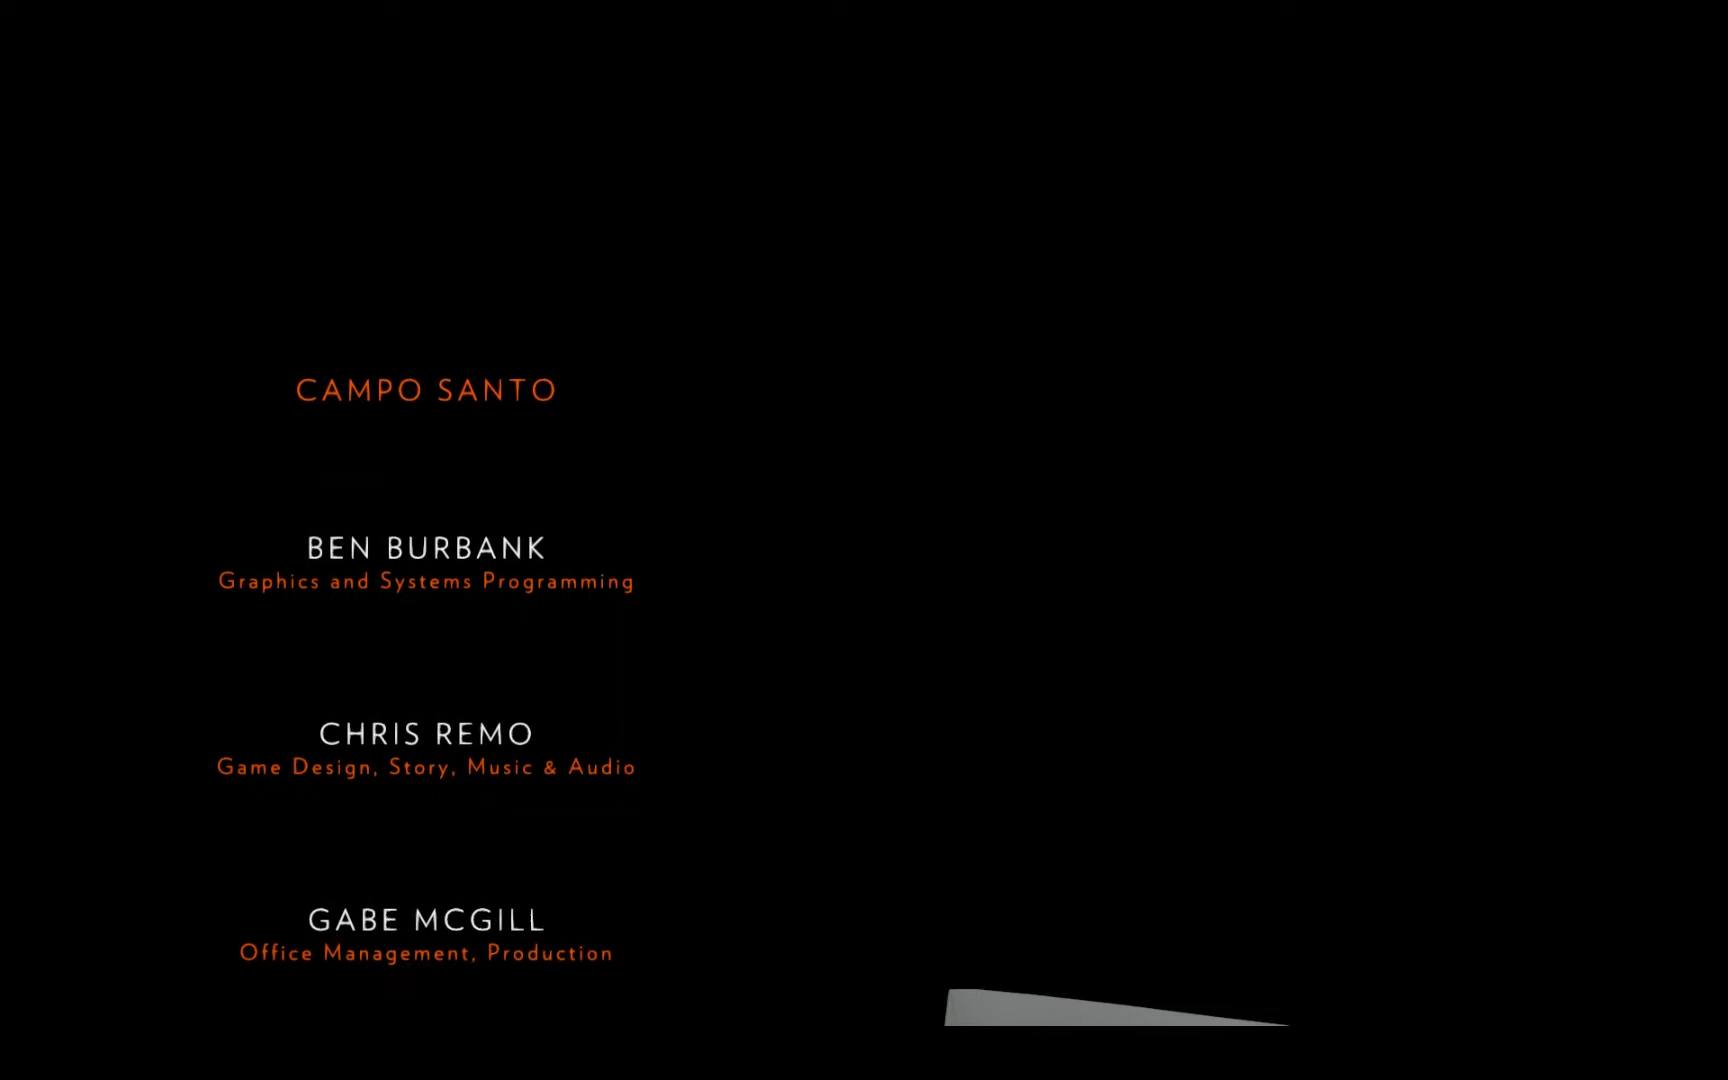 CAMPO SANTO
BEN BURBANK
Graphics and Systems Programming
CHRIS REMO
Game Design, Story, Music & Audio
GABE MCGILL
Office Management, Production